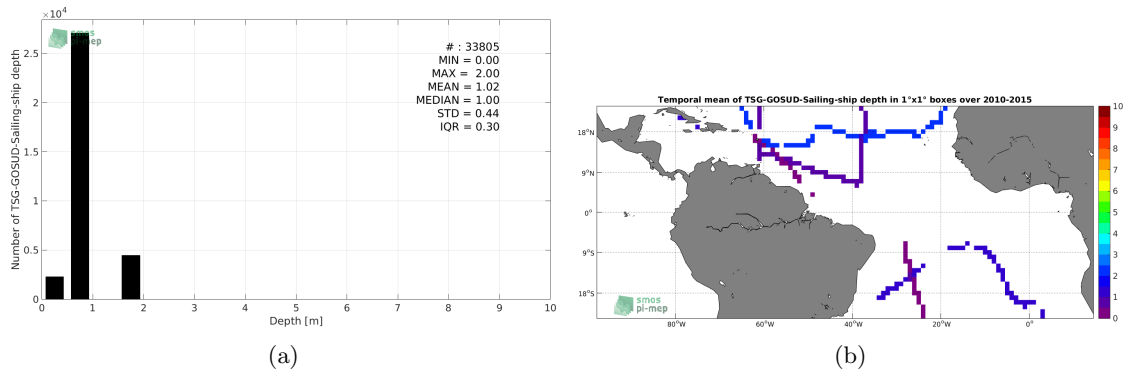 ×10⁴
smos
pi-mep
Number of TSG-GOSUD-Sailing-ship depth
2.5
2
1.5
1
0.5
0
# : 33805
MIN = 0.00
MAX = 2.00
MEAN = 1.02
MEDIAN = 1.00
STD = 0.44
IQR = 0.30
0 1 2 3 4 5 6 7 8 9 10
Depth [m]
(a)
Temporal mean of TSG-GOSUD-Sailing-ship depth in 1°x1° boxes over 2010-2015
18°N
9°N
0°
9°S
18°S
80°W 60°W 40°W 20°W 0°
smos
pi-mep
10
9
8
7
6
5
4
3
2
1
0
(b)